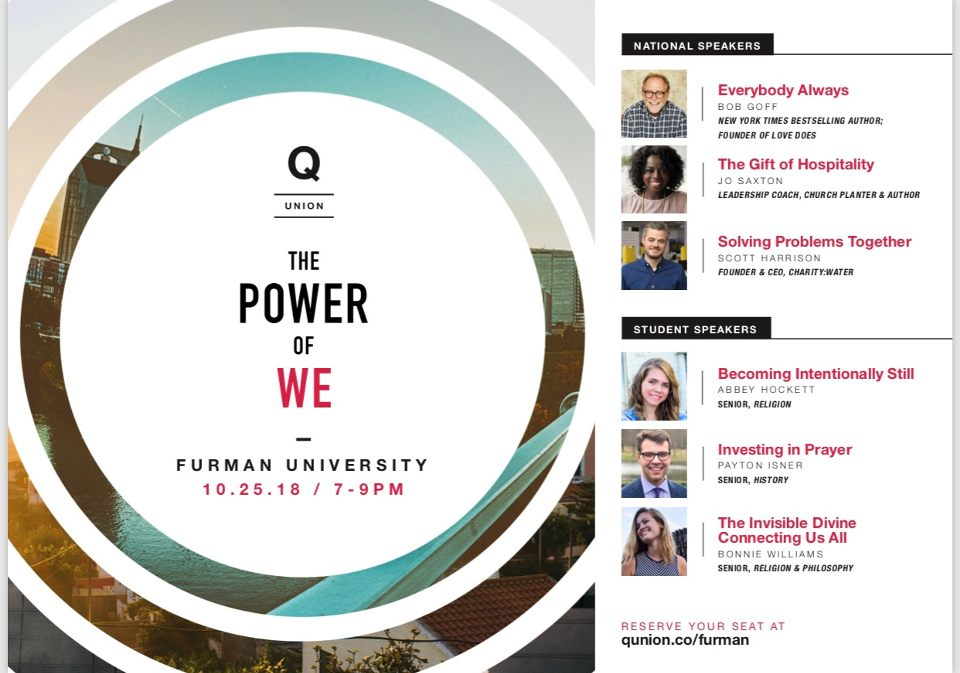 Q
UNION
THE
POWER
OF
WE
FURMAN UNIVERSITY
10.25.18 / 7-9PM
NATIONAL SPEAKERS
Everybody Always
BOB GOFF
NEW YORK TIMES BESTSELLING AUTHOR;
FOUNDER OF LOVE DOES
The Gift of Hospitality
JO SAXTON
LEADERSHIP COACH, CHURCH PLANTER & AUTHOR
Solving Problems Together
SCOTT HARRISON
FOUNDER & CEO, CHARITY:WATER
STUDENT SPEAKERS
Becoming Intentionally Still
ABBEY HOCKETT
SENIOR, RELIGION
Investing in Prayer
PAYTON ISNER
SENIOR, HISTORY
The Invisible Divine
Connecting Us All
BONNIE WILLIAMS
SENIOR, RELIGION & PHILOSOPHY
RESERVE YOUR SEAT AT
qunion.co/furman